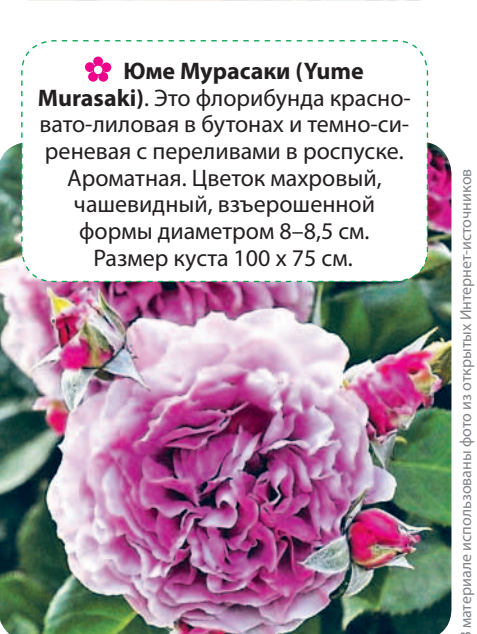 Юме Мурасаки (Yume
Murasaki). Это флорибунда красно-
вато-лиловая в бутонах и темно-си-
реневая с переливами в роспуске.
Ароматная. Цветок махровый,
чашевидный, взъерошенной
формы диаметром 8–8,5 см.
Размер куста 100 х 75 см.
материале использованы фото из открытых Интернет-источников